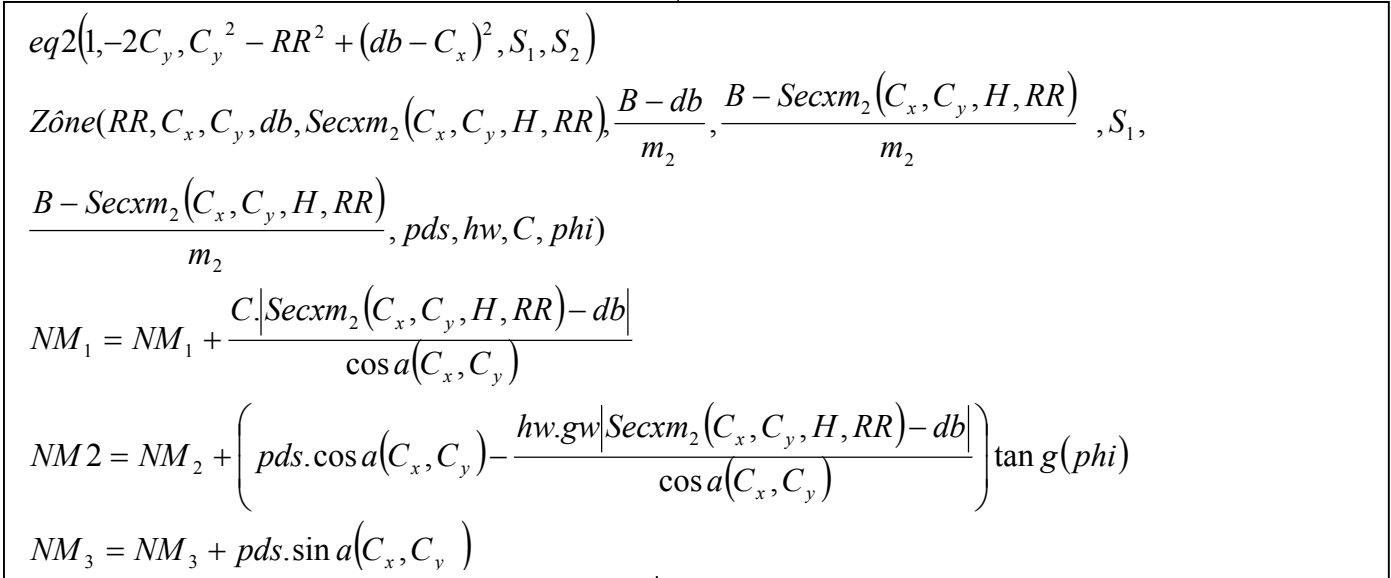 eq2(1,−2C_y,C_y² − RR² + (db − C_x)²,S_1,S_2)
Zône(RR,C_x,C_y,db,Secxm_2(C_x,C_y,H,RR),(B − db)/m_2,(B − Secxm_2(C_x,C_y,H,RR))/m_2 ,S_1,
(B − Secxm_2(C_x,C_y,H,RR))/m_2, pds,hw,C,phi)
NM_1 = NM_1 + C.|Secxm_2(C_x,C_y,H,RR) − db|/cos a(C_x,C_y)
NM2 = NM_2 + (pds.cos a(C_x,C_y) − hw.gw|Secxm_2(C_x,C_y,H,RR) − db|/cos a(C_x,C_y)) tan g(phi)
NM_3 = NM_3 + pds.sin a(C_x,C_y )